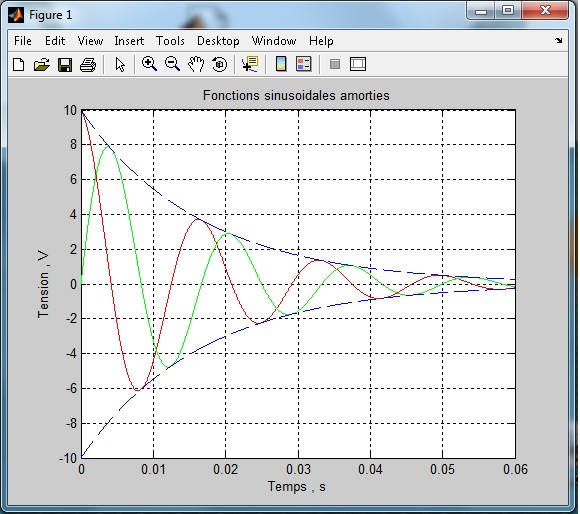 Figure 1
File Edit View Insert Tools Desktop Window Help
Fonctions sinusoidales amorties
10
8
6
4
2
0
-2
-4
-6
-8
-10
Tension , V
0 0.01 0.02 0.03 0.04 0.05 0.06
Temps , s